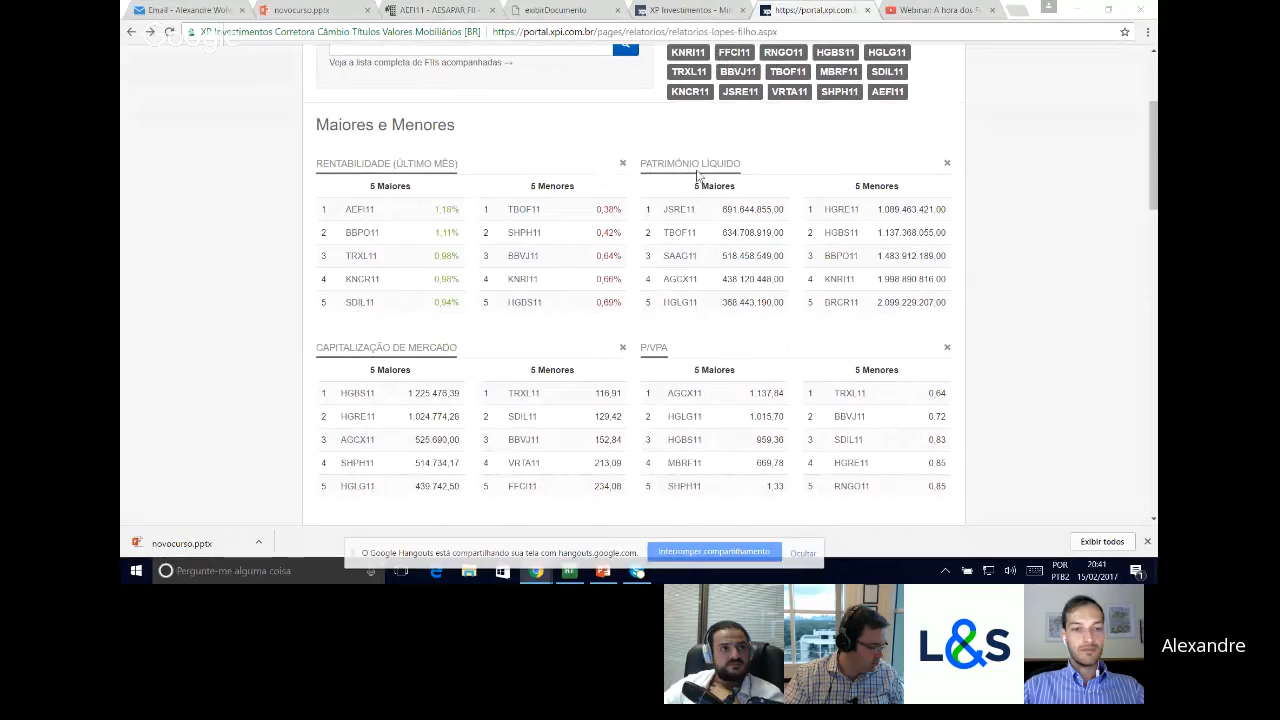 Email - Alexandre Wolw
novocurso.pptx
AEFI11 - AESAPAR FII -
exibirDocumento
XP Investimentos - Min
https://portal.xpi.com.b
Webinar: A hora dos Fu
Google
XP Investimentos Corretora Câmbio Títulos Valores Mobiliári [BR]
https://portal.xpi.com.br/pages/relatorios/relatorios-lopes-filho.aspx
Veja a lista completa de FIIs acompanhadas →
KNRI11 FFCI11 RNGO11 HGBS11 HGLG11
TRXL11 BBVJ11 TBOF11 MBRF11 SDIL11
KNCR11 JSRE11 VRTA11 SHPH11 AEFI11
Maiores e Menores
RENTABILIDADE (ÚLTIMO MÊS)
5 Maiores 5 Menores
1 AEFI11 1,18% 1 TBOF11 0,38%
2 BBPO11 1,11% 2 SHPH11 0,42%
3 TRXL11 0,98% 3 BBVJ11 0,64%
4 KNCR11 0,98% 4 KNRI11 0,66%
5 SDIL11 0,94% 5 HGBS11 0,69%
PATRIMÔNIO LÍQUIDO
5 Maiores 5 Menores
1 JSRE11 691.644.855,00 1 HGRE11 1.089.463.421,00
2 TBOF11 634.708.919,00 2 HGBS11 1.137.368.055,00
3 SAAG11 518.458.549,00 3 BBPO11 1.483.912.189,00
4 AGCX11 438.120.448,00 4 KNRI11 1.998.890.816,00
5 HGLG11 368.443.190,00 5 BRCR11 2.099.229.207,00
CAPITALIZAÇÃO DE MERCADO
5 Maiores 5 Menores
1 HGBS11 1.225.476,39 1 TRXL11 116,91
2 HGRE11 1.024.774,28 2 SDIL11 129,42
3 AGCX11 525.690,00 3 BBVJ11 152,84
4 SHPH11 514.734,17 4 VRTA11 213,09
5 HGLG11 439.742,50 5 FFCI11 234,08
P/VPA
5 Maiores 5 Menores
1 AGCX11 1.137,84 1 TRXL11 0,64
2 HGLG11 1.015,70 2 BBVJ11 0,72
3 HGBS11 959,36 3 SDIL11 0,83
4 MBRF11 669,78 4 HGRE11 0,85
5 SHPH11 1,33 5 RNGO11 0,85
novocurso.pptx
Exibir todos
O Google Hangouts está compartilhando sua tela com hangouts.google.com.
Interromper compartilhamento
Ocultar
Pergunte-me alguma coisa
POR
PTB2
20:41
15/02/2017
1
L&S
Alexandre